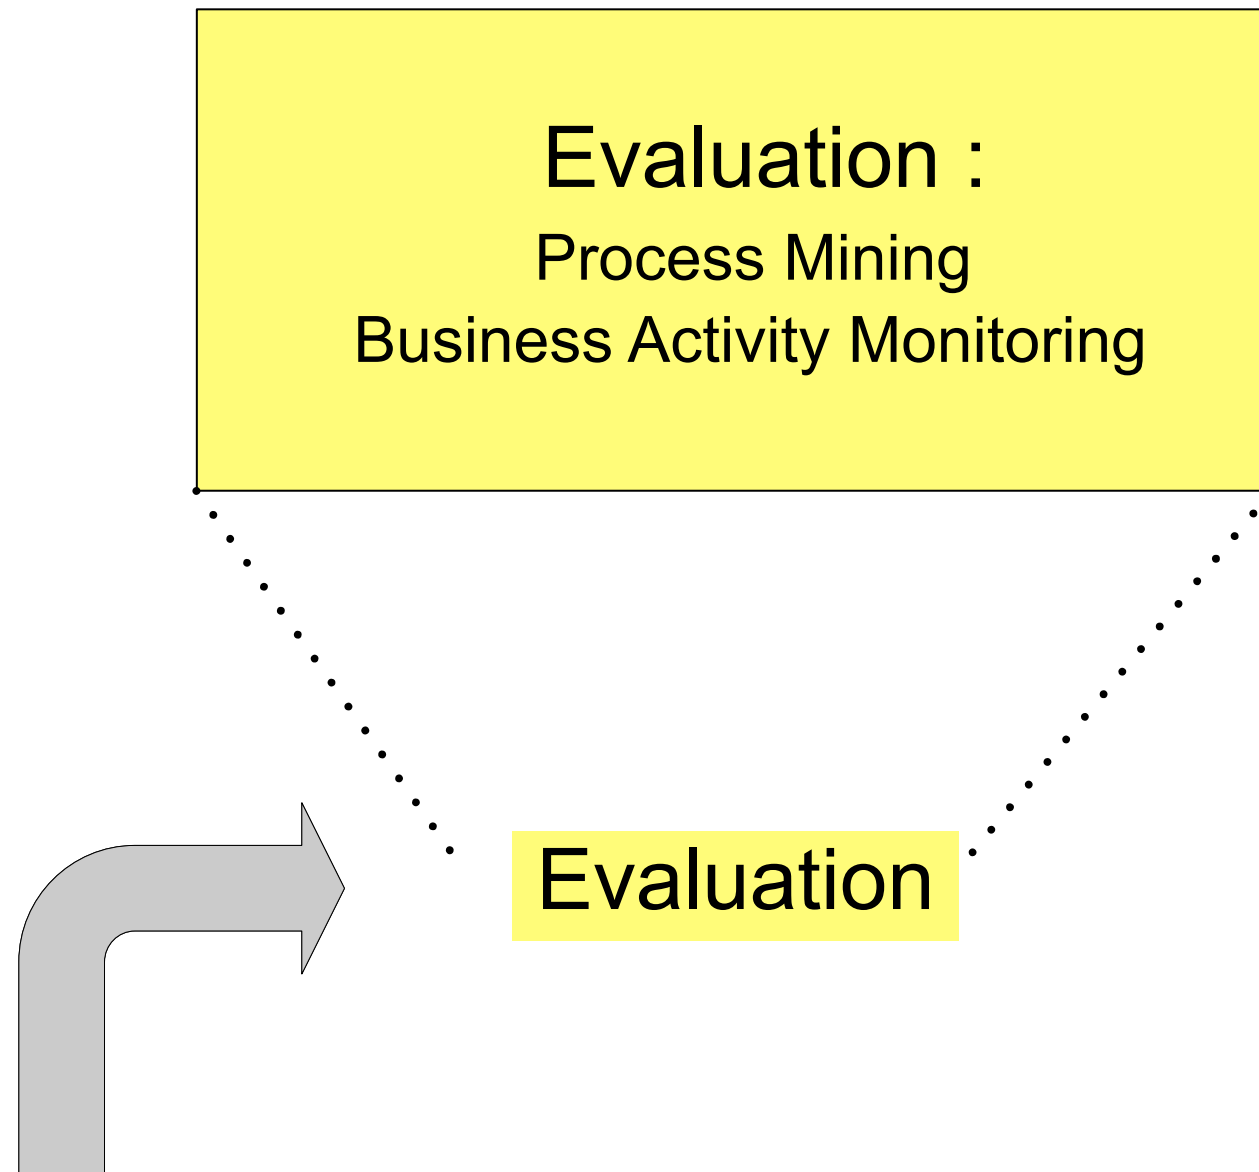 Evaluation :
Process Mining
Business Activity Monitoring
Evaluation